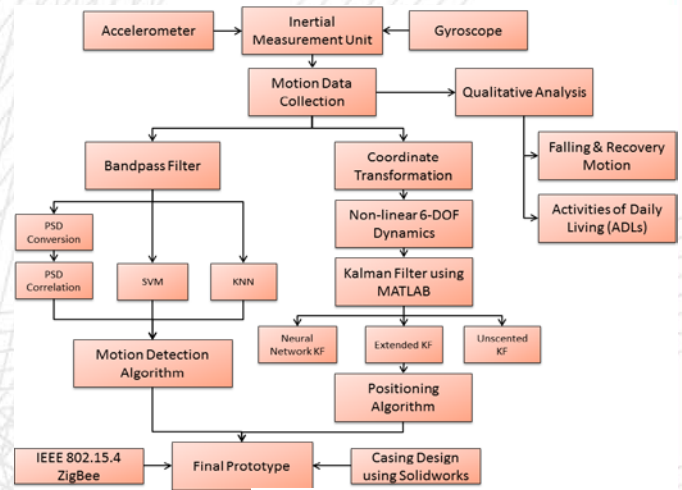 Accelerometer
Inertial
Measurement Unit
Gyroscope
Motion Data
Collection
Qualitative Analysis
Falling & Recovery
Motion
Activities of Daily
Living (ADLs)
Bandpass Filter
Coordinate
Transformation
PSD
Conversion
PSD
Correlation
SVM
KNN
Non-linear 6-DOF
Dynamics
Kalman Filter using
MATLAB
Neural
Network KF
Extended KF
Unscented
KF
Motion Detection
Algorithm
Positioning
Algorithm
IEEE 802.15.4
ZigBee
Final Prototype
Casing Design
using Solidworks